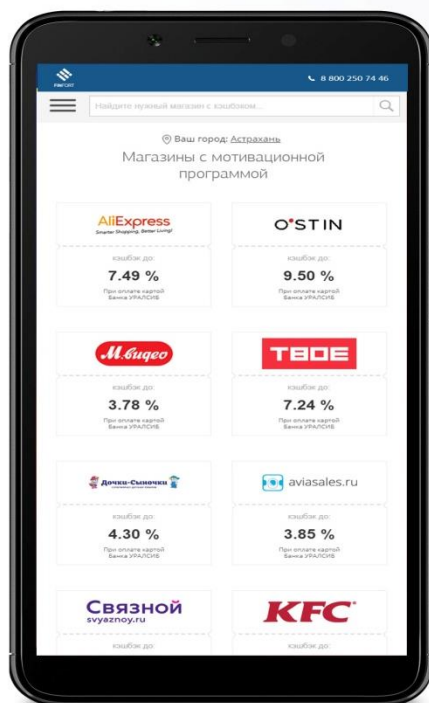 FINFORT
8 800 250 74 46
Найдите нужный магазин с кэшбэком...
Ваш город: Астрахань
Магазины с мотивационной
программой
AliExpress
Smarter Shopping, Better Living!
кэшбэк до:
7.49 %
При оплате картой
Банка УРАЛСИБ
O'STIN
кэшбэк до:
9.50 %
При оплате картой
Банка УРАЛСИБ
М.видео
кэшбэк до:
3.78 %
При оплате картой
Банка УРАЛСИБ
ТВОЕ
кэшбэк до:
7.24 %
При оплате картой
Банка УРАЛСИБ
Дочки-Сыночки
кэшбэк до:
4.30 %
При оплате картой
Банка УРАЛСИБ
aviasales.ru
кэшбэк до:
3.85 %
При оплате картой
Банка УРАЛСИБ
Связной
svyaznoy.ru
кэшбэк до:
KFC
кэшбэк до: